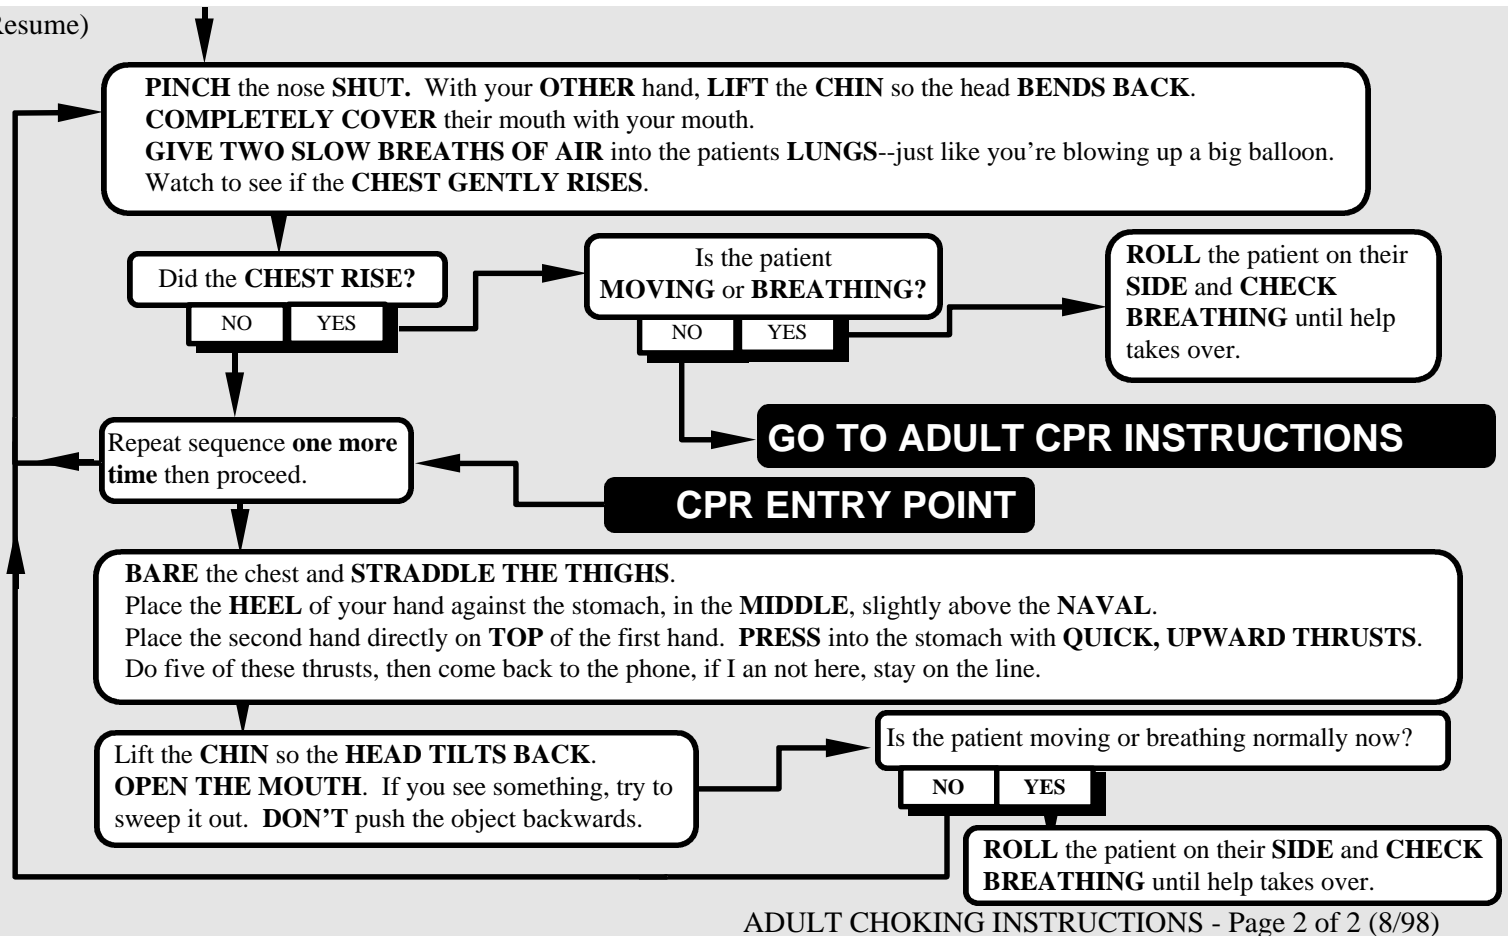 Resume)
PINCH the nose SHUT. With your OTHER hand, LIFT the CHIN so the head BENDS BACK.
COMPLETELY COVER their mouth with your mouth.
GIVE TWO SLOW BREATHS OF AIR into the patients LUNGS--just like you're blowing up a big balloon.
Watch to see if the CHEST GENTLY RISES.
Did the CHEST RISE?
NO YES
Is the patient
MOVING or BREATHING?
NO YES
ROLL the patient on their
SIDE and CHECK
BREATHING until help
takes over.
GO TO ADULT CPR INSTRUCTIONS
Repeat sequence one more
time then proceed.
CPR ENTRY POINT
BARE the chest and STRADDLE THE THIGHS.
Place the HEEL of your hand against the stomach, in the MIDDLE, slightly above the NAVAL.
Place the second hand directly on TOP of the first hand. PRESS into the stomach with QUICK, UPWARD THRUSTS.
Do five of these thrusts, then come back to the phone, if I an not here, stay on the line.
Lift the CHIN so the HEAD TILTS BACK.
OPEN THE MOUTH. If you see something, try to
sweep it out. DON'T push the object backwards.
Is the patient moving or breathing normally now?
NO YES
ROLL the patient on their SIDE and CHECK
BREATHING until help takes over.
ADULT CHOKING INSTRUCTIONS - Page 2 of 2 (8/98)